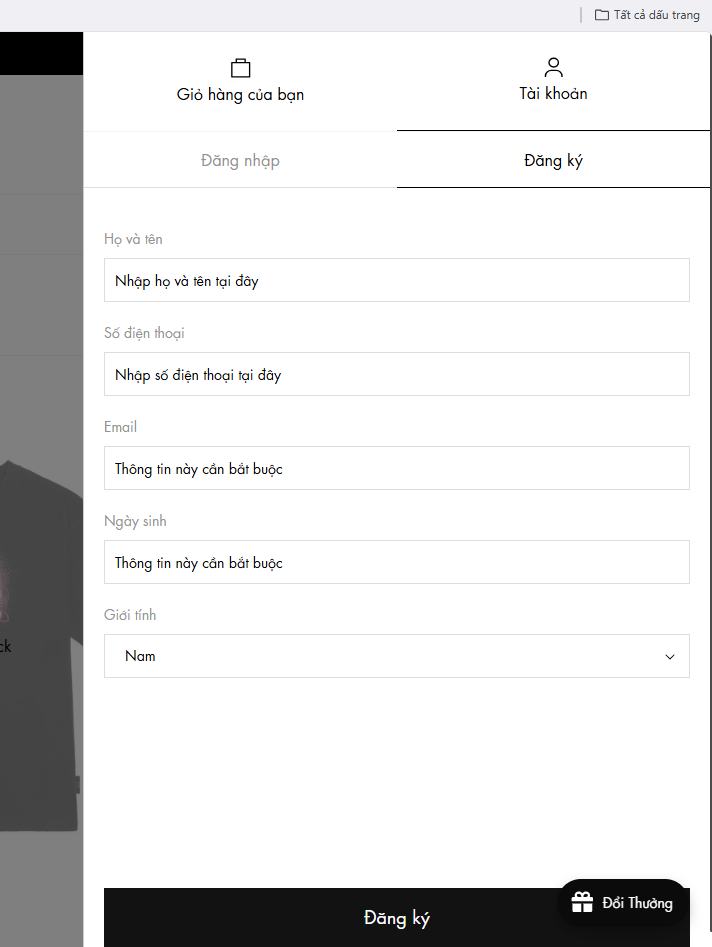 Tất cả dấu trang
Giỏ hàng của bạn
Tài khoản
Đăng nhập
Đăng ký
Họ và tên
Nhập họ và tên tại đây
Số điện thoại
Nhập số điện thoại tại đây
Email
Thông tin này cần bắt buộc
Ngày sinh
Thông tin này cần bắt buộc
Giới tính
ck
Nam
Đăng ký
Đổi Thưởng